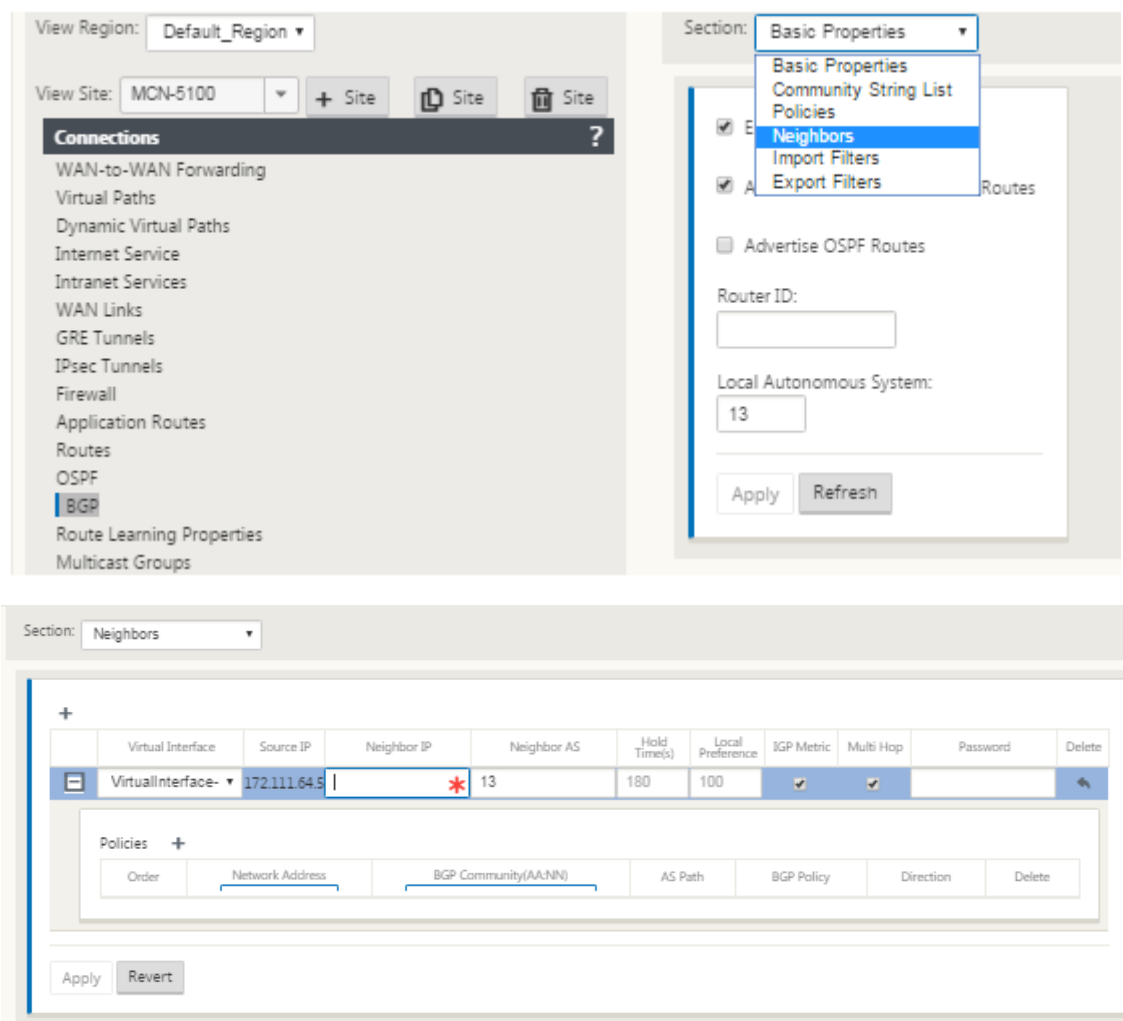 View Region: Default_Region
View Site: MCN-5100 + Site Site Site
Connections ?
WAN-to-WAN Forwarding
Virtual Paths
Dynamic Virtual Paths
Internet Service
Intranet Services
WAN Links
GRE Tunnels
IPsec Tunnels
Firewall
Application Routes
Routes
OSPF
BGP
Route Learning Properties
Multicast Groups
Section: Basic Properties
Basic Properties
Community String List
Policies
Neighbors
Import Filters
Export Filters
E
A Routes
Advertise OSPF Routes
Router ID:
Local Autonomous System:
13
Apply Refresh
Section: Neighbors
+
Virtual Interface Source IP Neighbor IP Neighbor AS Hold Time(s) Local Preference IGP Metric Multi Hop Password Delete
VirtualInterface- 172.111.64.5 * 13 180 100
Policies +
Order Network Address BGP Community(AA:NN) AS Path BGP Policy Direction Delete
Apply Revert